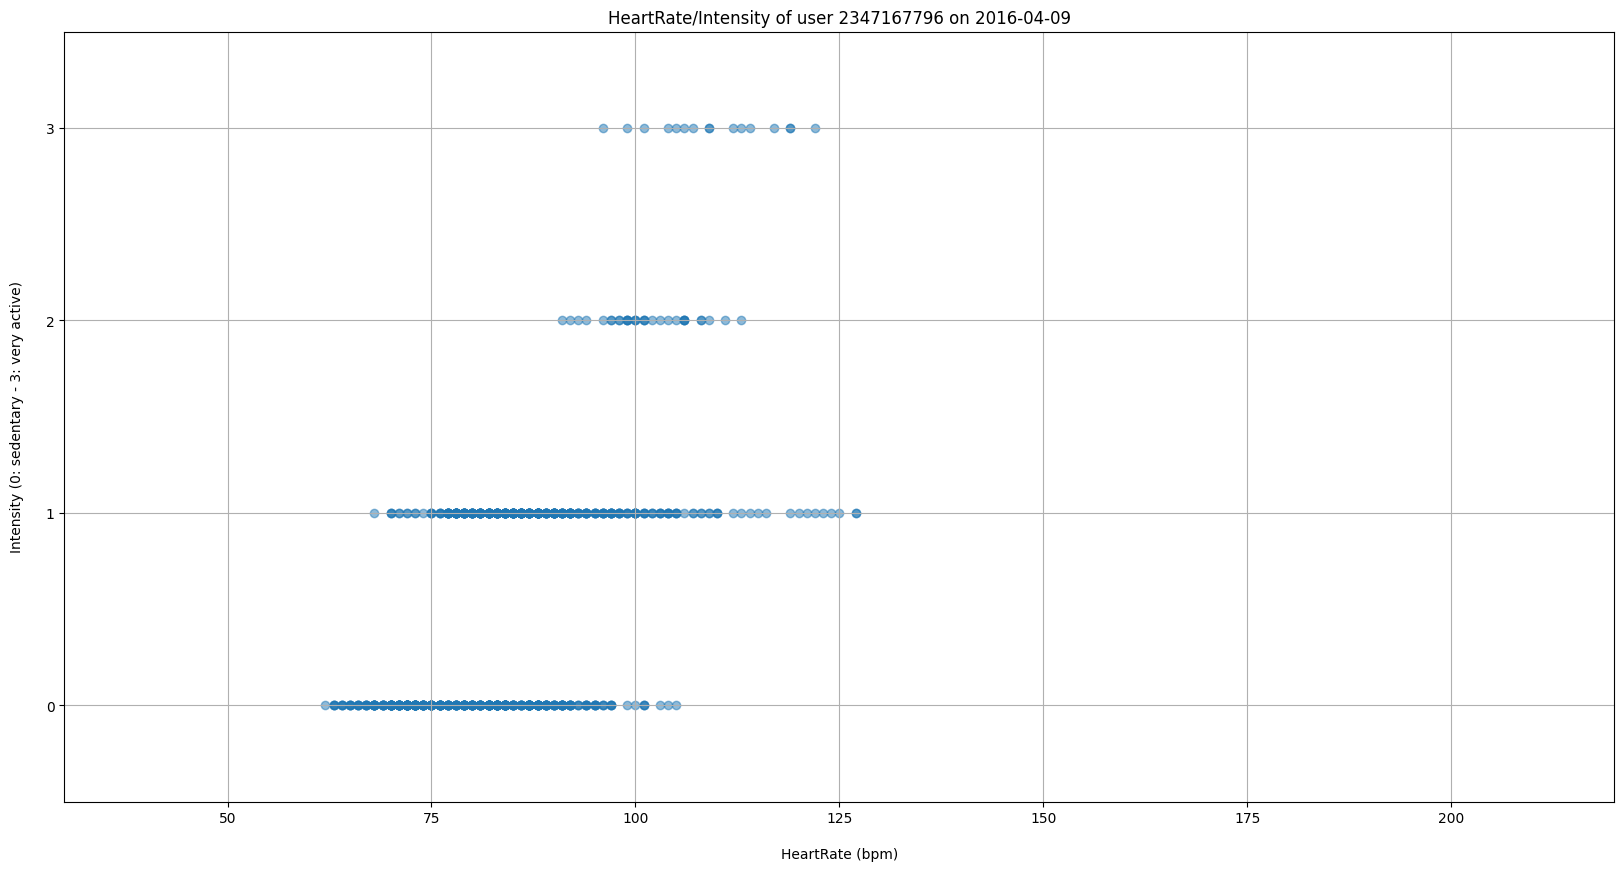 HeartRate/Intensity of user 2347167796 on 2016-04-09
Intensity (0: sedentary - 3: very active)
3
2
1
0
50 75 100 125 150 175 200
HeartRate (bpm)